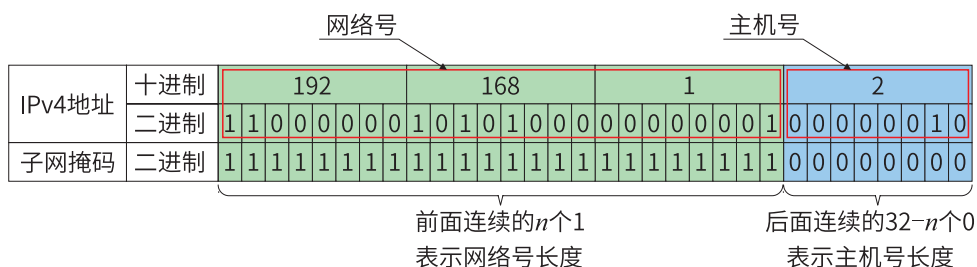 网络号 主机号
IPv4地址 十进制 192 168 1 2
二进制 1 1 0 0 0 0 0 0 1 0 1 0 1 0 0 0 0 0 0 0 0 0 0 1 0 0 0 0 0 0 1 0
子网掩码 二进制 1 1 1 1 1 1 1 1 1 1 1 1 1 1 1 1 1 1 1 1 1 1 1 1 0 0 0 0 0 0 0 0
前面连续的n个1 后面连续的32-n个0
表示网络号长度 表示主机号长度